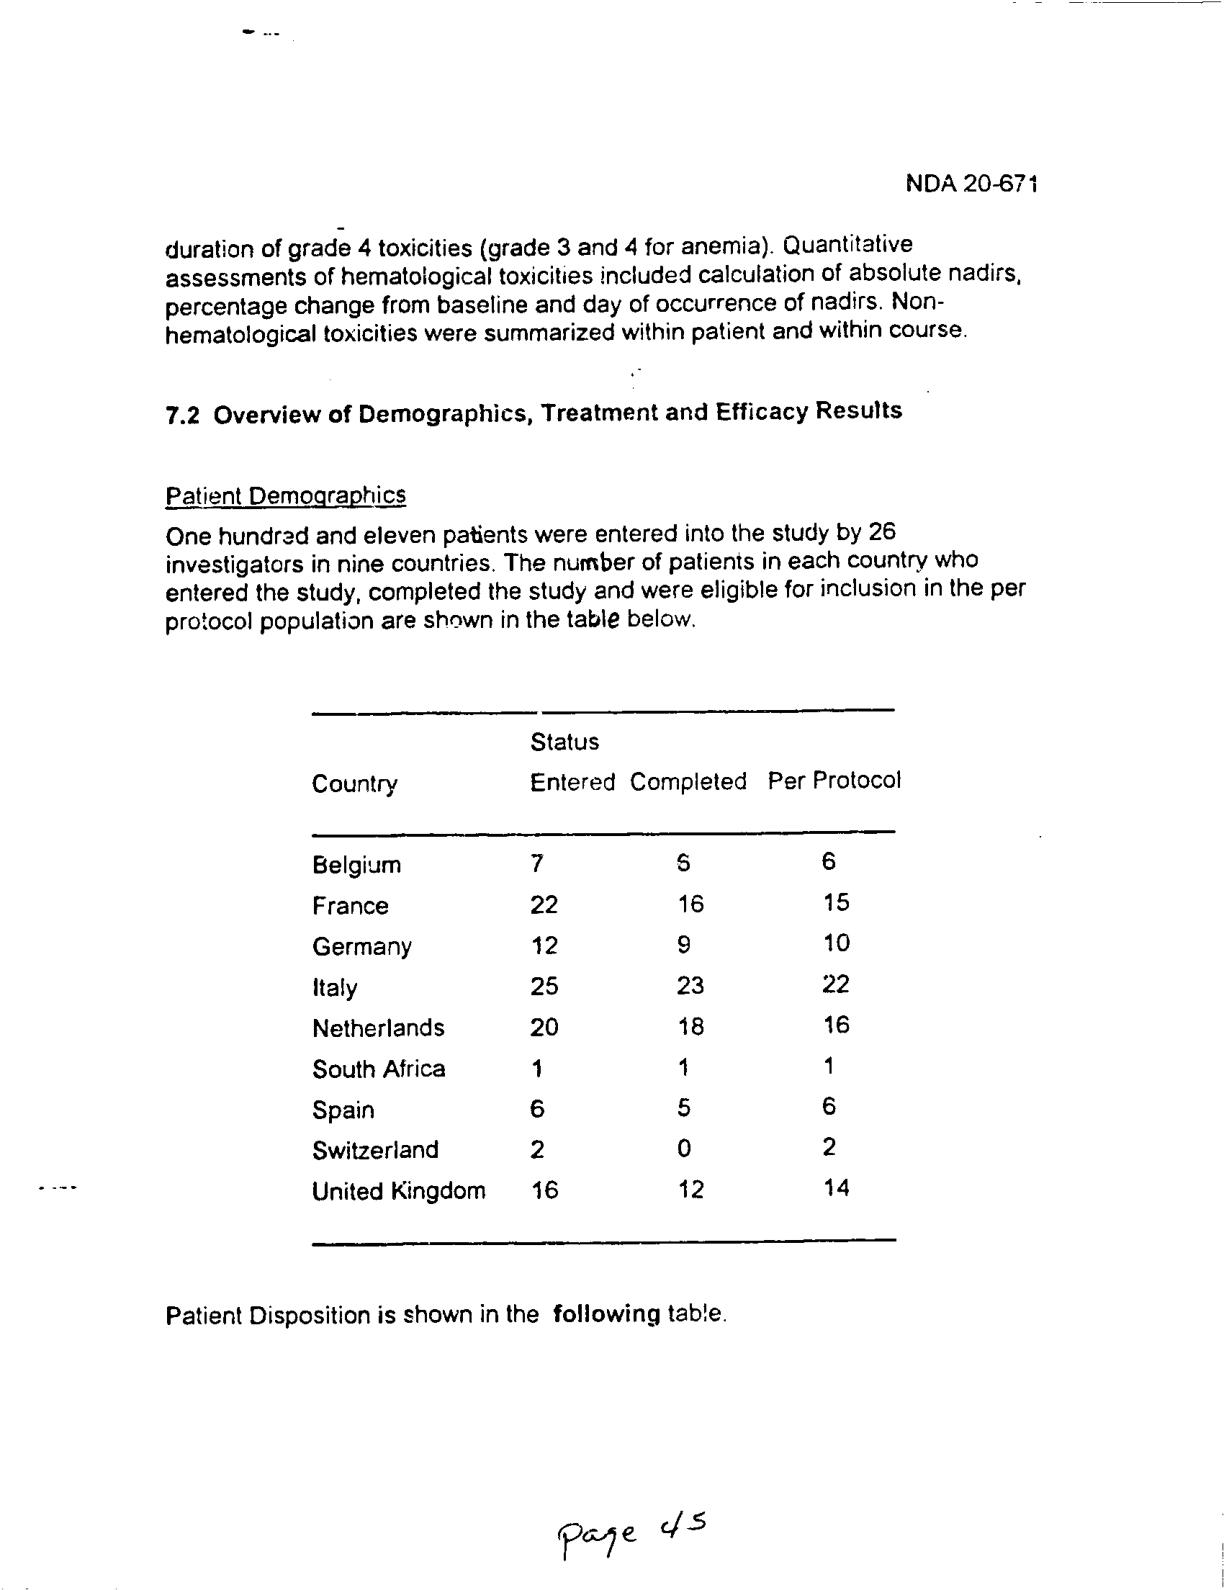 NDA 20-671
duration of grade 4 toxicities (grade 3 and 4 for anemia). Quantitative
assessments of hematological toxicities included calculation of absolute nadirs,
percentage change from baseline and day of occurrence of nadirs. Non-
hematological toxicities were summarized within patient and within course.
7.2 Overview of Demographics, Treatment and Efficacy Results
Patient Demographics
One hundred and eleven patients were entered into the study by 26
investigators in nine countries. The number of patients in each country who
entered the study, completed the study and were eligible for inclusion in the per
protocol population are shown in the table below.
Status
Country Entered Completed Per Protocol
Belgium 7 6 6
France 22 16 15
Germany 12 9 10
Italy 25 23 22
Netherlands 20 18 16
South Africa 1 1 1
Spain 6 5 6
Switzerland 2 0 2
United Kingdom 16 12 14
Patient Disposition is shown in the following table.
page 45